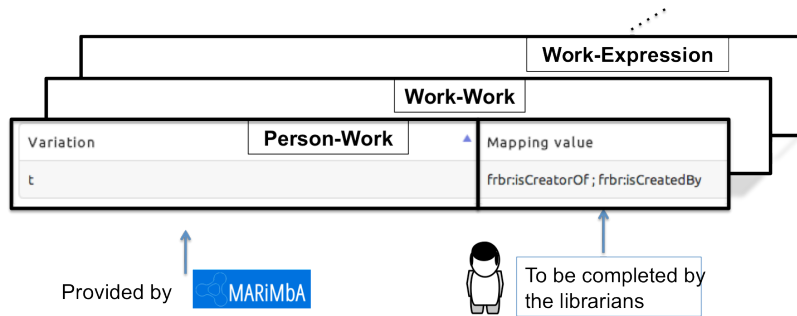 Work-Expression
Work-Work
Person-Work
Variation
Mapping value
t
frbr:isCreatorOf ; frbr:isCreatedBy
Provided by
MARiMbA
To be completed by
the librarians